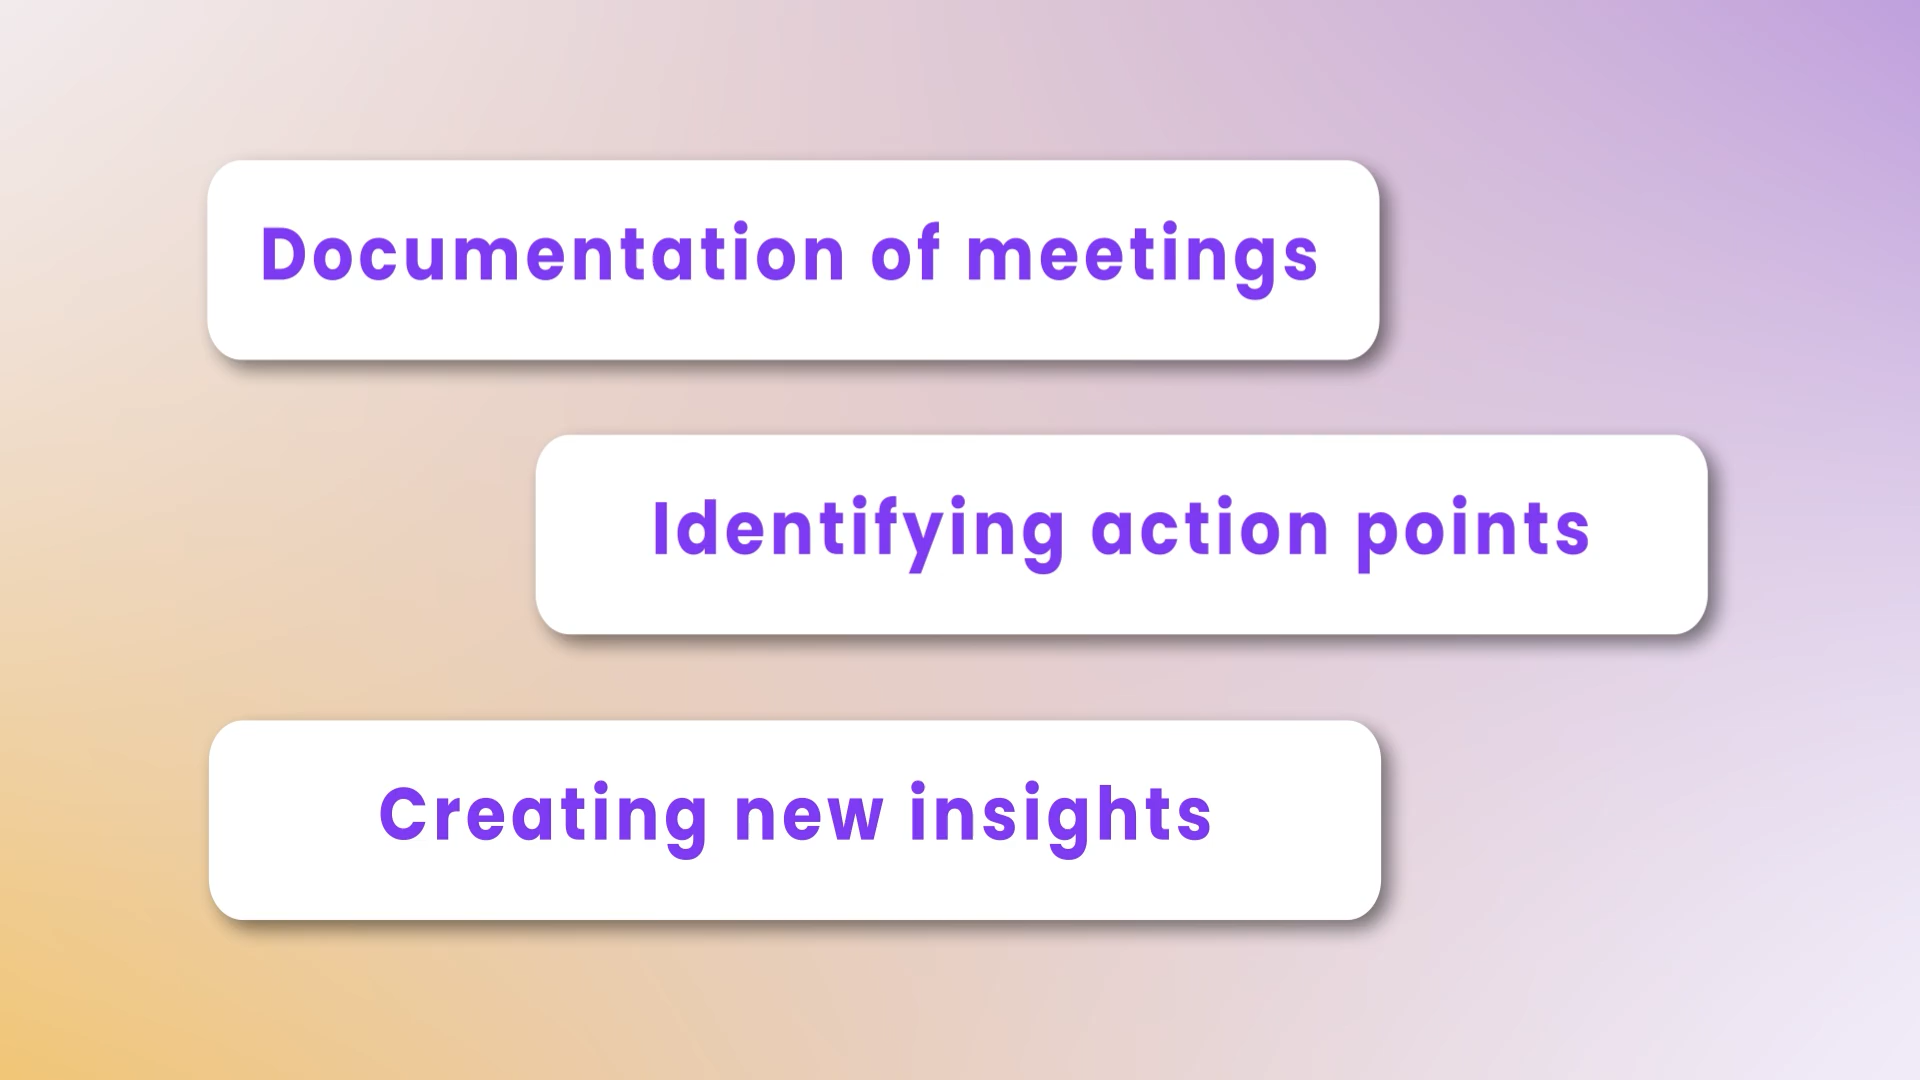 Documentation of meetings
Identifying action points
Creating new insights